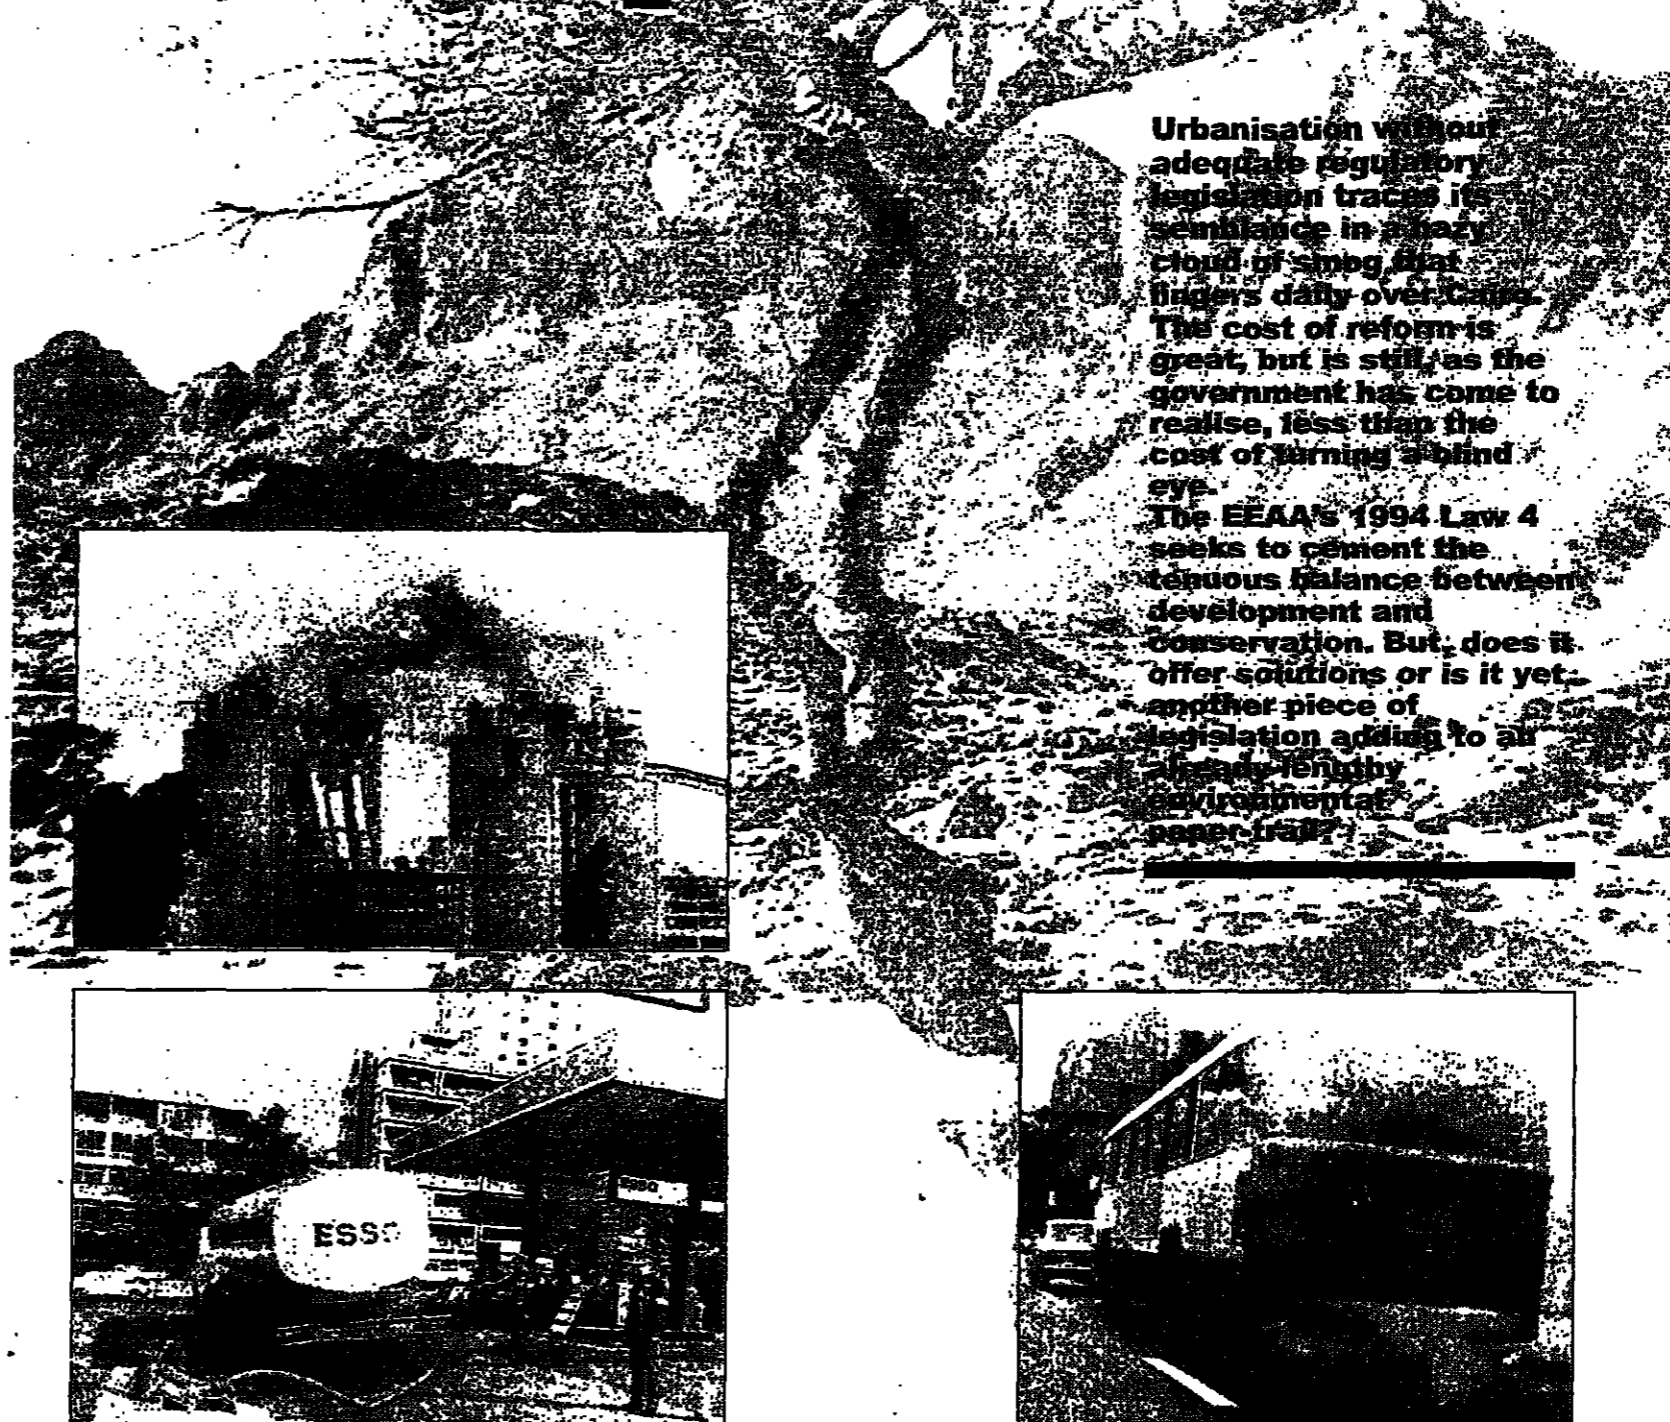 Urbanisation without
adequate regulatory
legislation traces its
semblance in a hazy
cloud of smog that
lingers daily over Cairo.
The cost of reform is
great, but is still, as the
government has come to
realise, less than the
cost of turning a blind
eye.
The EEAA's 1994 Law 4
seeks to cement the
tenuous balance between
development and
conservation. But, does it
offer solutions or is it yet
another piece of
legislation adding to an
already lengthy
environmental
paper-trail?
ESSO
ESSO